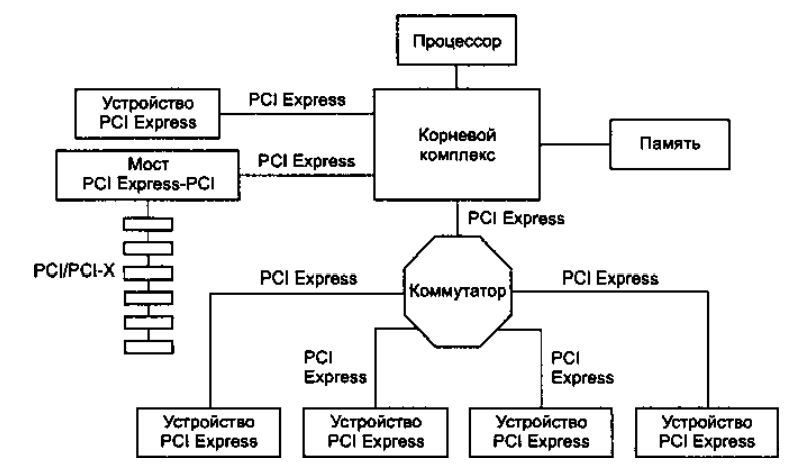 Процессор
Устройство
PCI Express
PCI Express
Корневой
комплекс
Память
Мост
PCI Express-PCI
PCI Express
PCI Express
PCI/PCI-X
PCI Express
Коммутатор
PCI Express
PCI
Express
PCI
Express
Устройство
PCI Express
Устройство
PCI Express
Устройство
PCI Express
Устройство
PCI Express